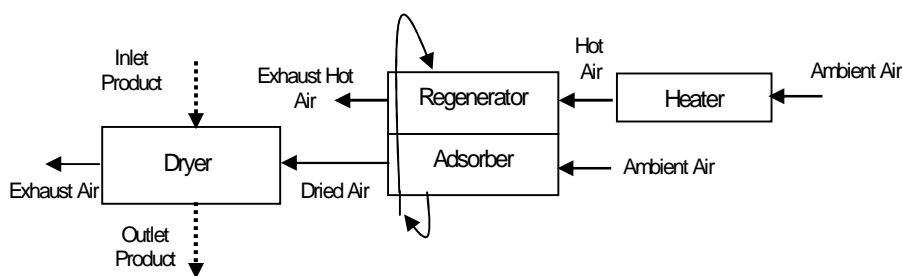 Inlet
Product
Dryer
Exhaust Air
Outlet
Product
Dried Air
Exhaust Hot
Air
Regenerator
Adsorber
Hot
Air
Heater
Ambient Air
Ambient Air